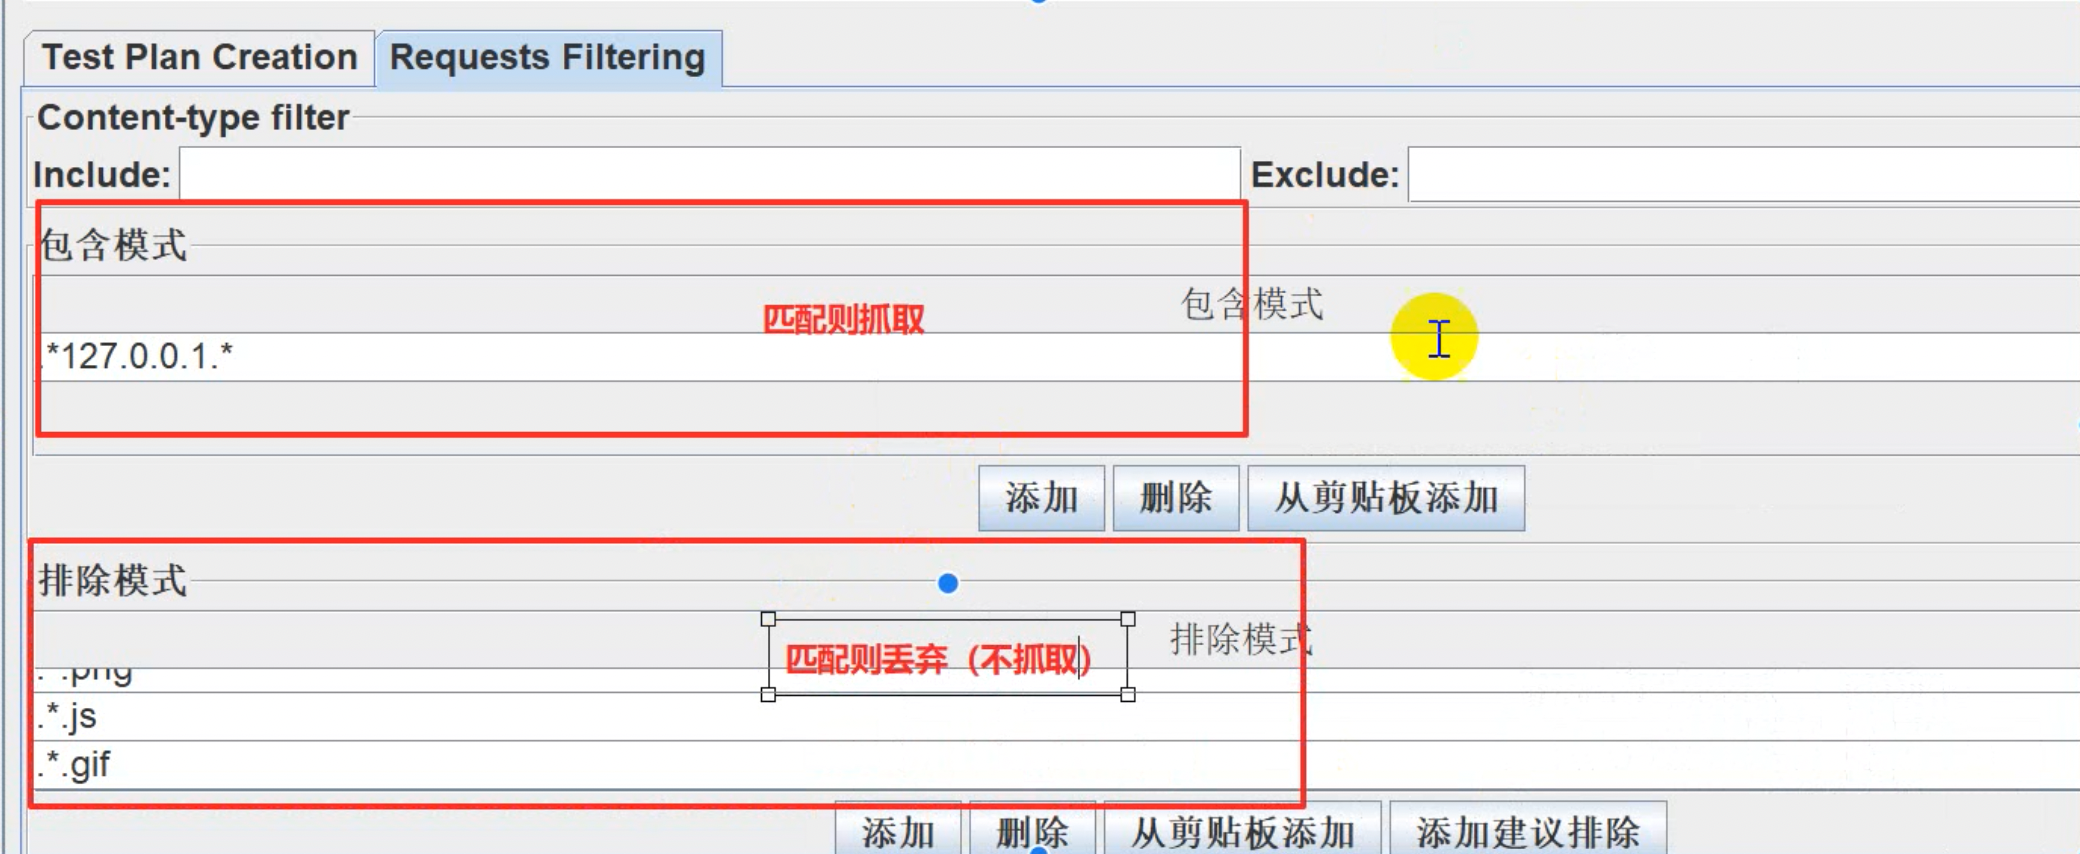 Test Plan Creation Requests Filtering
Content-type filter
Include: Exclude:
包含模式
包含模式
匹配则抓取
.*127.0.0.1.*
添加 删除 从剪贴板添加
排除模式
排除模式
匹配则丢弃（不抓取）
.*.png
.*.js
.*.gif
添加 删除 从剪贴板添加 添加建议排除